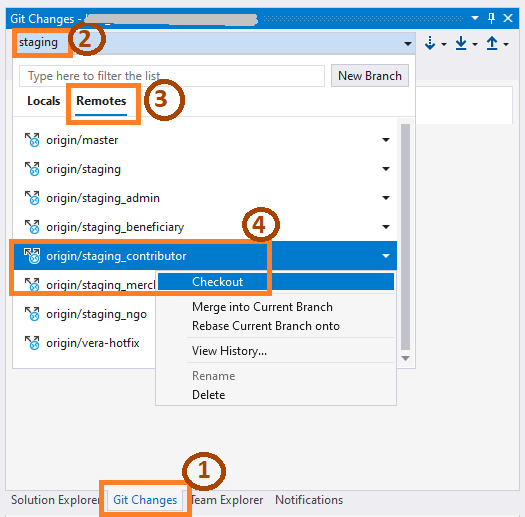 Git Changes -
staging
2
Type here to filter the list
New Branch
Locals
Remotes
3
origin/master
origin/staging
origin/staging_admin
origin/staging_beneficiary
4
origin/staging_contributor
origin/staging_merc
Checkout
Merge into Current Branch
origin/staging_ngo
Rebase Current Branch onto
origin/vera-hotfix
View History...
Rename
Delete
1
Solution Explorer
Git Changes
Team Explorer
Notifications